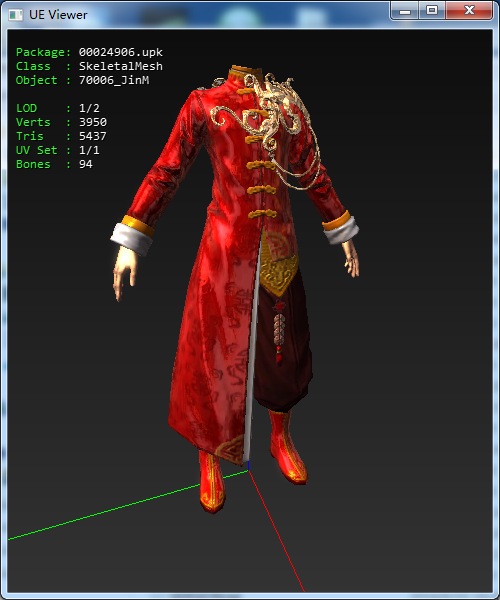 UE Viewer
Package: 00024906.upk
Class  : SkeletalMesh
Object : 70006_JinM
LOD    : 1/2
Verts  : 3950
Tris   : 5437
UV Set : 1/1
Bones  : 94